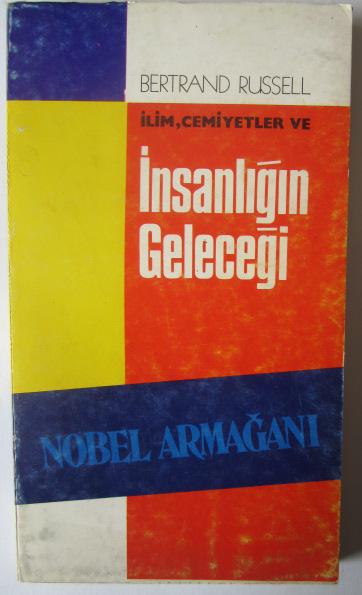 BERTRAND RUSSELL
İLİM,CEMİYETLER VE
İnsanlığın
Geleceği
NOBEL ARMAĞANI